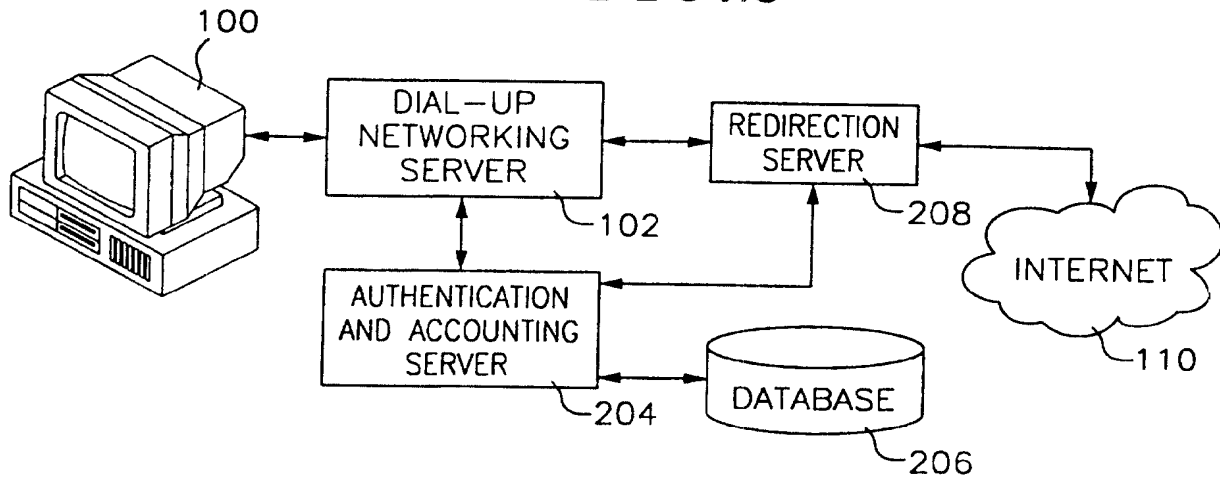 100
DIAL-UP
NETWORKING
SERVER
102
REDIRECTION
SERVER
208
INTERNET
110
AUTHENTICATION
AND ACCOUNTING
SERVER
204
DATABASE
206